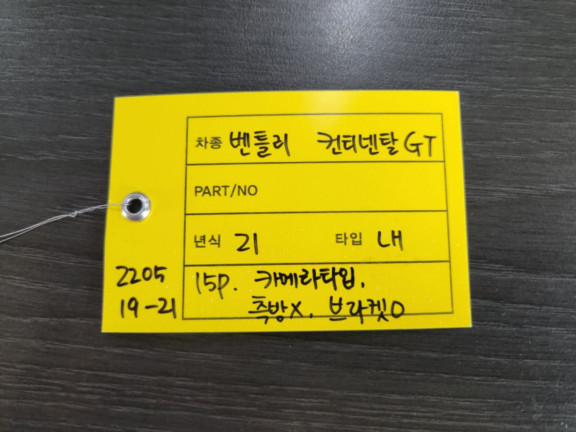 차종 벤틀리 컨티넨탈 GT
PART/NO
년식 21 타입 내
2205 15p. 카메라타입,
19-21 측방X, 브라켓O